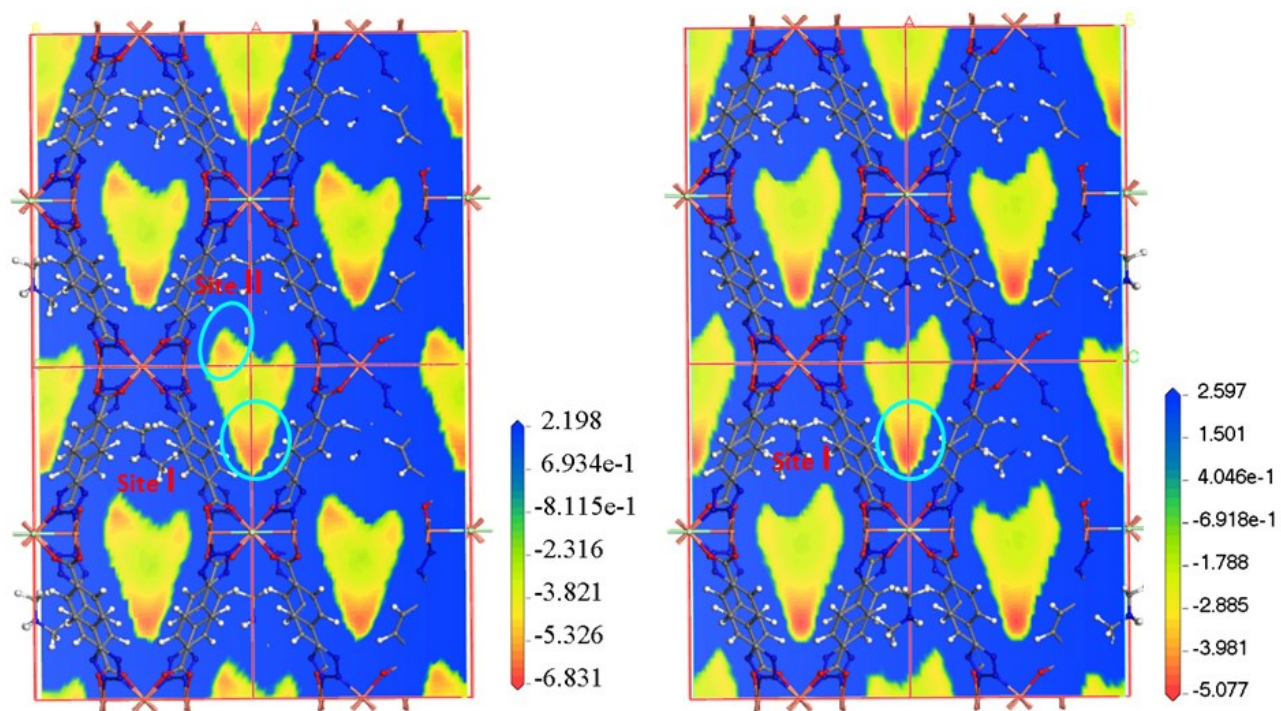 B
A
Site II
Site I
2.198
6.934e-1
-8.115e-1
-2.316
-3.821
-5.326
-6.831
A
B
C
Site I
2.597
1.501
4.046e-1
-6.918e-1
-1.788
-2.885
-3.981
-5.077